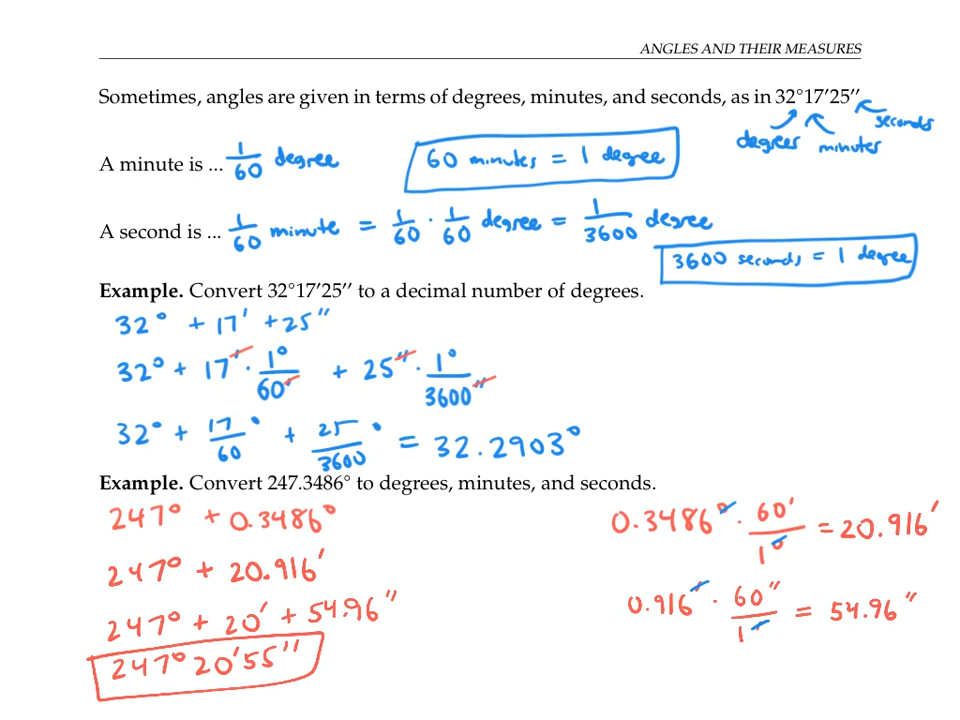 ANGLES AND THEIR MEASURES
Sometimes, angles are given in terms of degrees, minutes, and seconds, as in 32°17′25′′
degrees minutes seconds
A minute is ... 1/60 degree 60 minutes = 1 degree
A second is ... 1/60 minute = 1/60 · 1/60 degree = 1/3600 degree
3600 seconds = 1 degree
Example. Convert 32°17′25′′ to a decimal number of degrees.
32° + 17′ + 25′′
32° + 17′ · 1°/60′ + 25′′ · 1°/3600′′
32° + 17/60° + 25/3600° = 32.2903°
Example. Convert 247.3486° to degrees, minutes, and seconds.
247° + 0.3486°
0.3486° · 60′/1° = 20.916′
247° + 20.916′
0.916′ · 60′′/1′ = 54.96′′
247° + 20′ + 54.96′′
247° 20′ 55′′